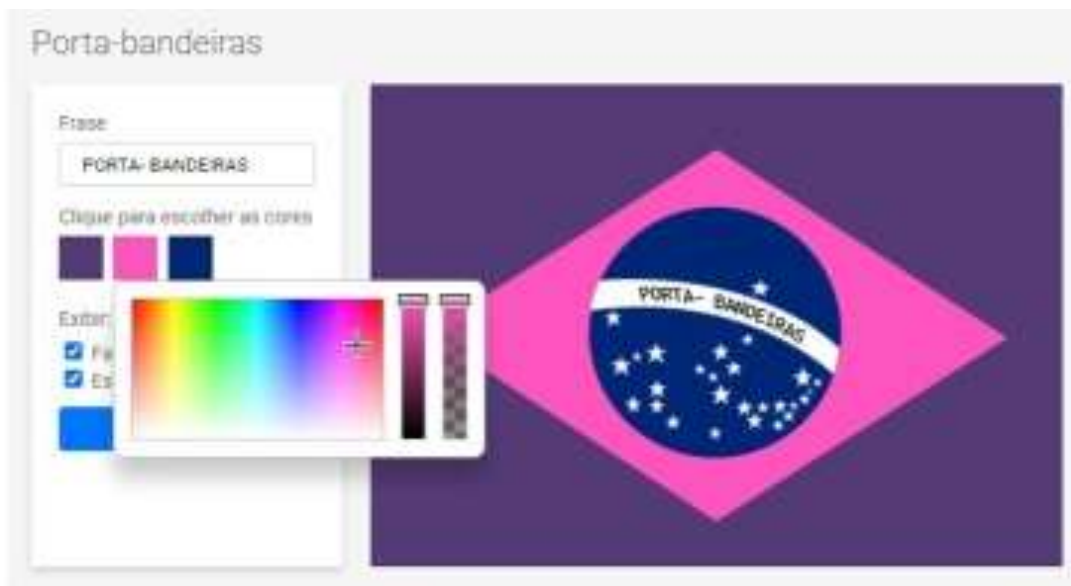 Porta-bandeiras
Frase
PORTA- BANDEIRAS
Clique para escolher as cores
PORTA- BANDEIRAS